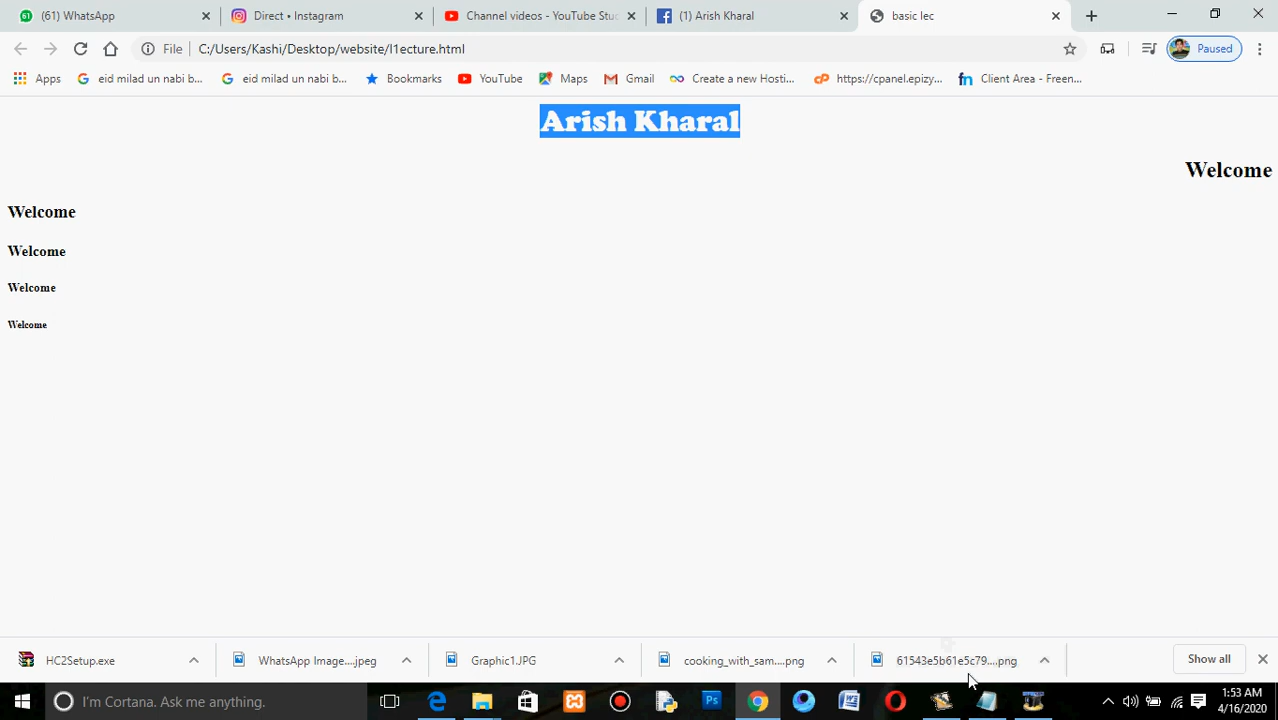 (61) WhatsApp
Direct • Instagram
Channel videos - YouTube Stu
(1) Arish Kharal
basic lec
File
C:/Users/Kashi/Desktop/website/l1ecture.html
Paused
Apps
eid milad un nabi b...
eid milad un nabi b...
Bookmarks
YouTube
Maps
Gmail
Create a new Hosti...
https://cpanel.epizy...
Client Area - Freen...
Arish Kharal
Welcome
Welcome
Welcome
Welcome
Welcome
HC2Setup.exe
WhatsApp Image....jpeg
Graphic1.JPG
cooking_with_sam....png
61543e5b61e5c79....png
Show all
I'm Cortana. Ask me anything.
1:53 AM
4/16/2020